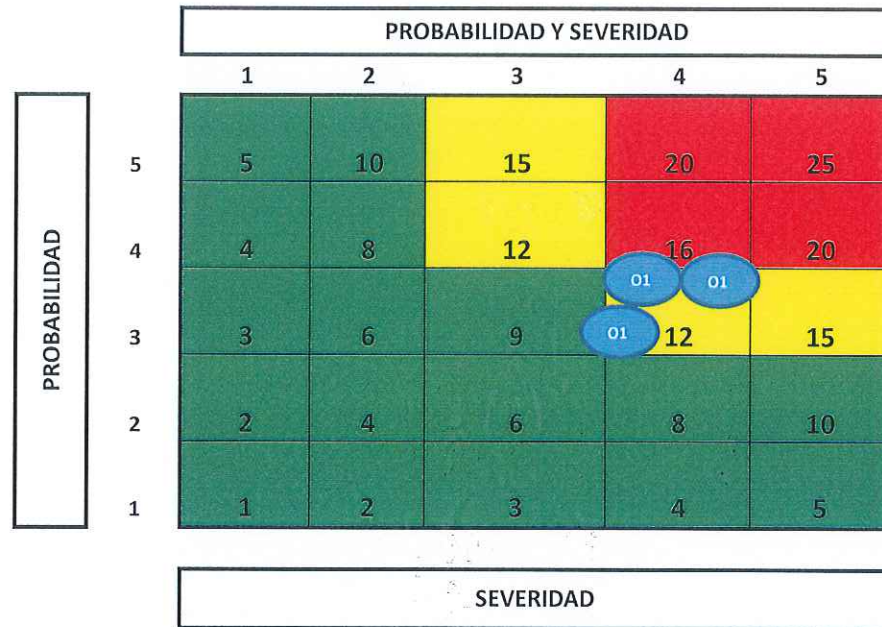 PROBABILIDAD Y SEVERIDAD
1 2 3 4 5
PROBABILIDAD
5 5 10 15 20 25
4 4 8 12 16 20
O1 O1
3 3 6 9 O1 12 15
2 2 4 6 8 10
1 1 2 3 4 5
SEVERIDAD